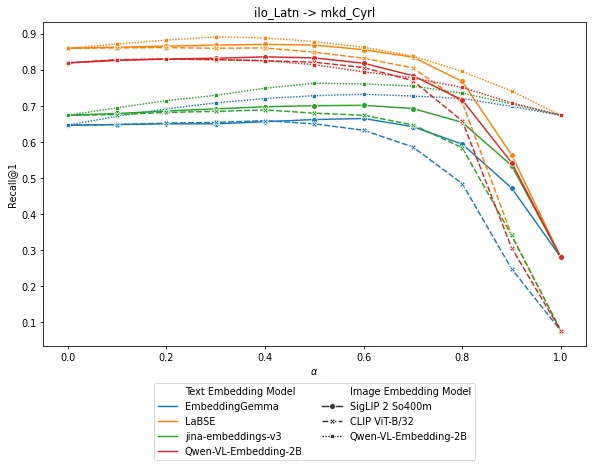 ilo_Latn -> mkd_Cyrl
Recall@1
0.9
0.8
0.7
0.6
0.5
0.4
0.3
0.2
0.1
0.0 0.2 0.4 0.6 0.8 1.0
α
Text Embedding Model
EmbeddingGemma
LaBSE
jina-embeddings-v3
Qwen-VL-Embedding-2B
Image Embedding Model
SigLIP 2 So400m
CLIP ViT-B/32
Qwen-VL-Embedding-2B